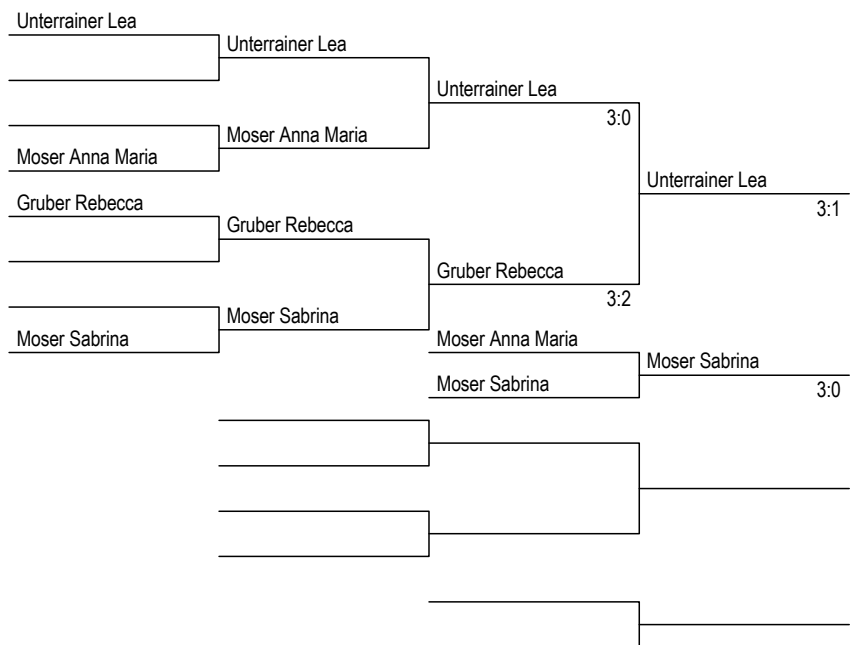 Unterrainer Lea
Unterrainer Lea
Unterrainer Lea
3:0
Moser Anna Maria
Moser Anna Maria
Unterrainer Lea
3:1
Gruber Rebecca
Gruber Rebecca
Gruber Rebecca
3:2
Moser Sabrina
Moser Sabrina
Moser Anna Maria
Moser Sabrina
Moser Sabrina
3:0